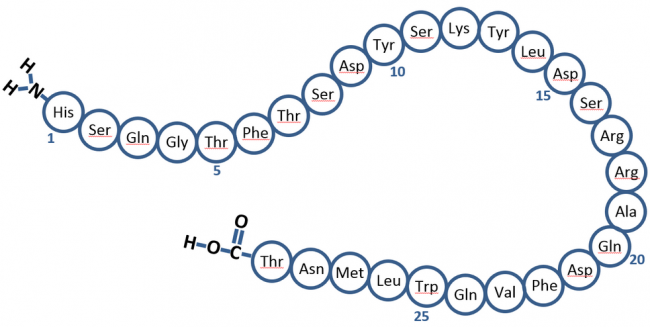 H
H
N
His
Ser
Gln
Gly
Thr
Phe
Thr
Ser
Asp
Tyr
Ser
Lys
Tyr
Leu
Asp
Ser
Arg
Arg
Ala
Gln
Asp
Phe
Val
Gln
Trp
Leu
Met
Asn
Thr
1
5
10
15
20
25
O
H-O-C